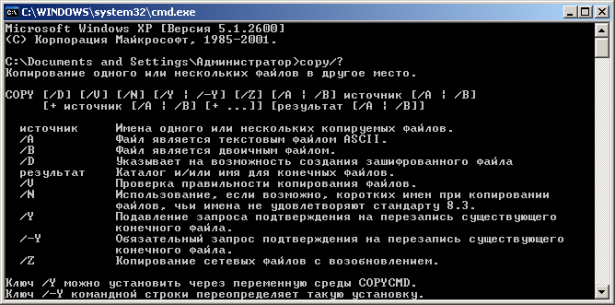 C:\WINDOWS\system32\cmd.exe
Microsoft Windows XP [Версия 5.1.2600]
(С) Корпорация Майкрософт, 1985-2001.
C:\Documents and Settings\Администратор>copy/?
Копирование одного или нескольких файлов в другое место.
COPY [/D] [/V] [/N] [/Y ¦ /-Y] [/Z] [/A ¦ /B] источник [/A ¦ /B]
[+ источник [/A ¦ /B] [+ ...]] [результат [/A ¦ /B]]
источник Имена одного или нескольких копируемых файлов.
/A Файл является текстовым файлом ASCII.
/B Файл является двоичным файлом.
/D Указывает на возможность создания зашифрованного файла
результат Каталог и/или имя для конечных файлов.
/V Проверка правильности копирования файлов.
/N Использование, если возможно, коротких имен при копировании
файлов, чьи имена не удовлетворяют стандарту 8.3.
/Y Подавление запроса подтверждения на перезапись существующего
конечного файла.
/-Y Обязательный запрос подтверждения на перезапись существующего
конечного файла.
/Z Копирование сетевых файлов с возобновлением.
Ключ /Y можно установить через переменную среды COPYCMD.
Ключ /-Y командной строки переопределяет такую установку.